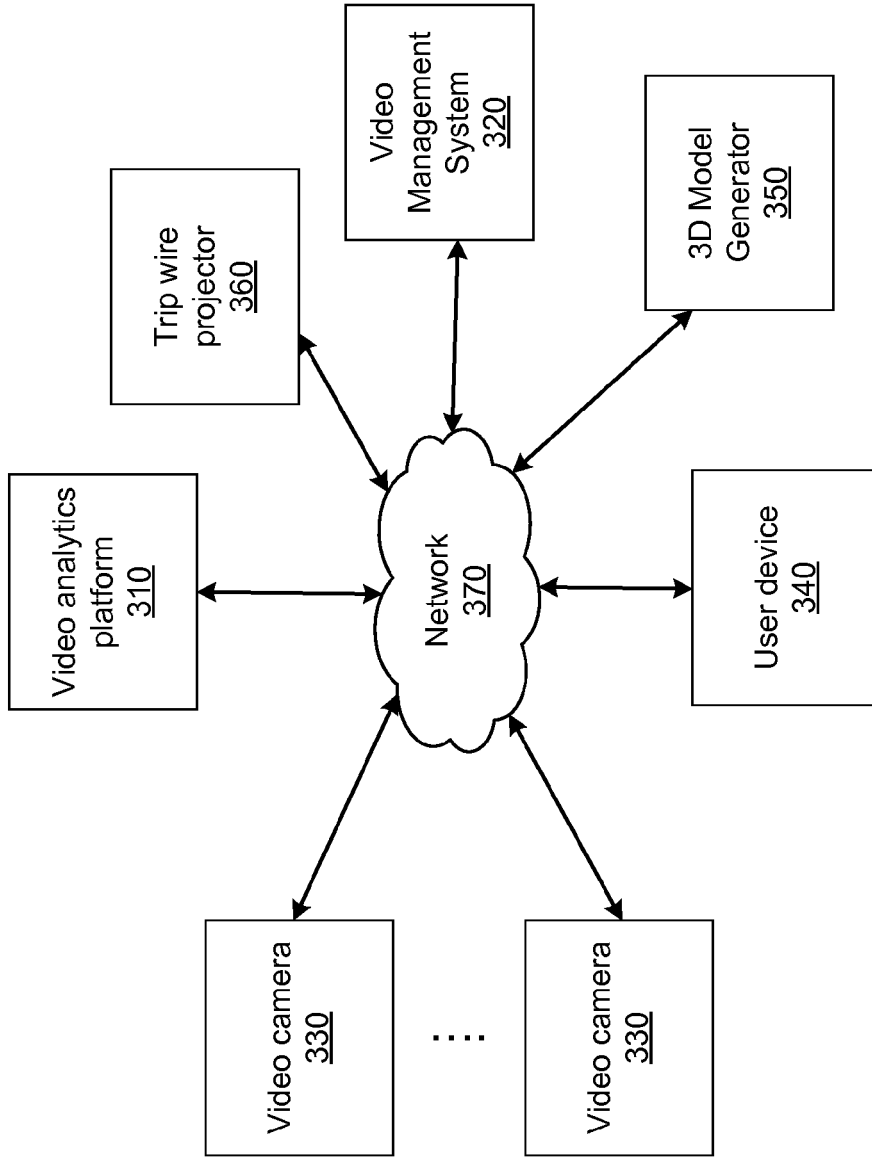 Video analytics
platform
310
Trip wire
projector
360
Video
Management
System
320
3D Model
Generator
350
User device
340
Network
370
Video camera
330
....
Video camera
330